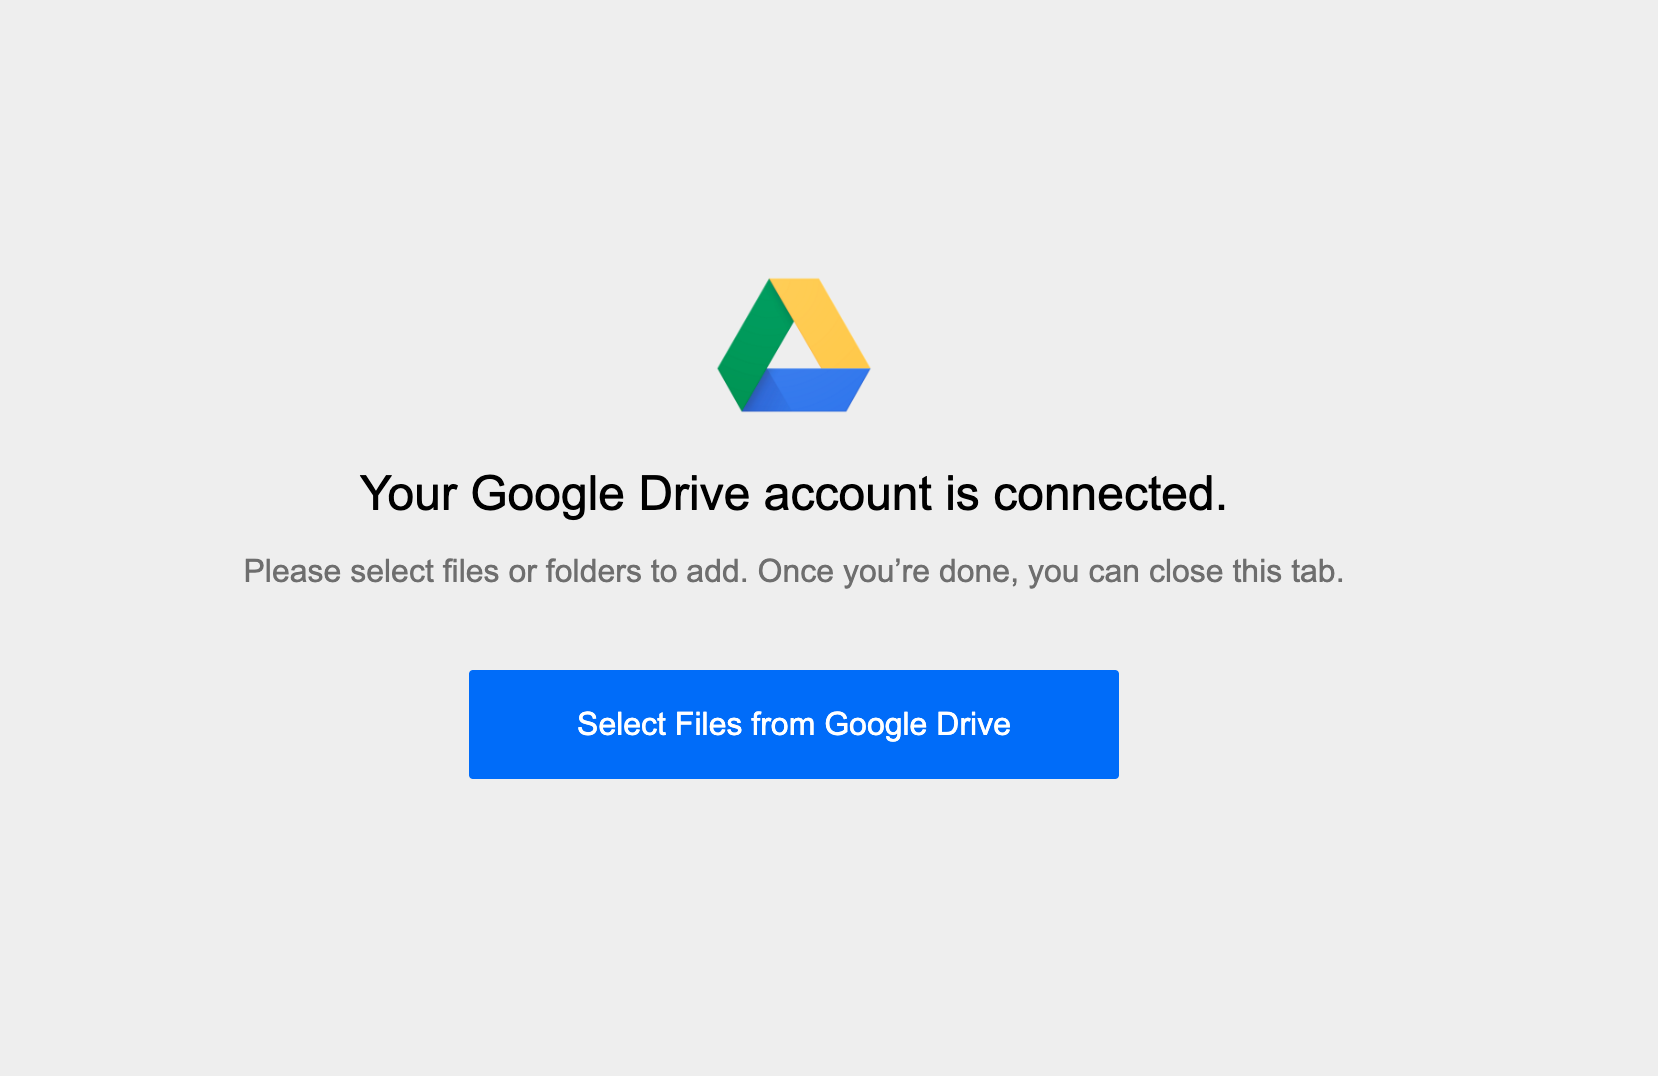 Your Google Drive account is connected.
Please select files or folders to add. Once you’re done, you can close this tab.
Select Files from Google Drive